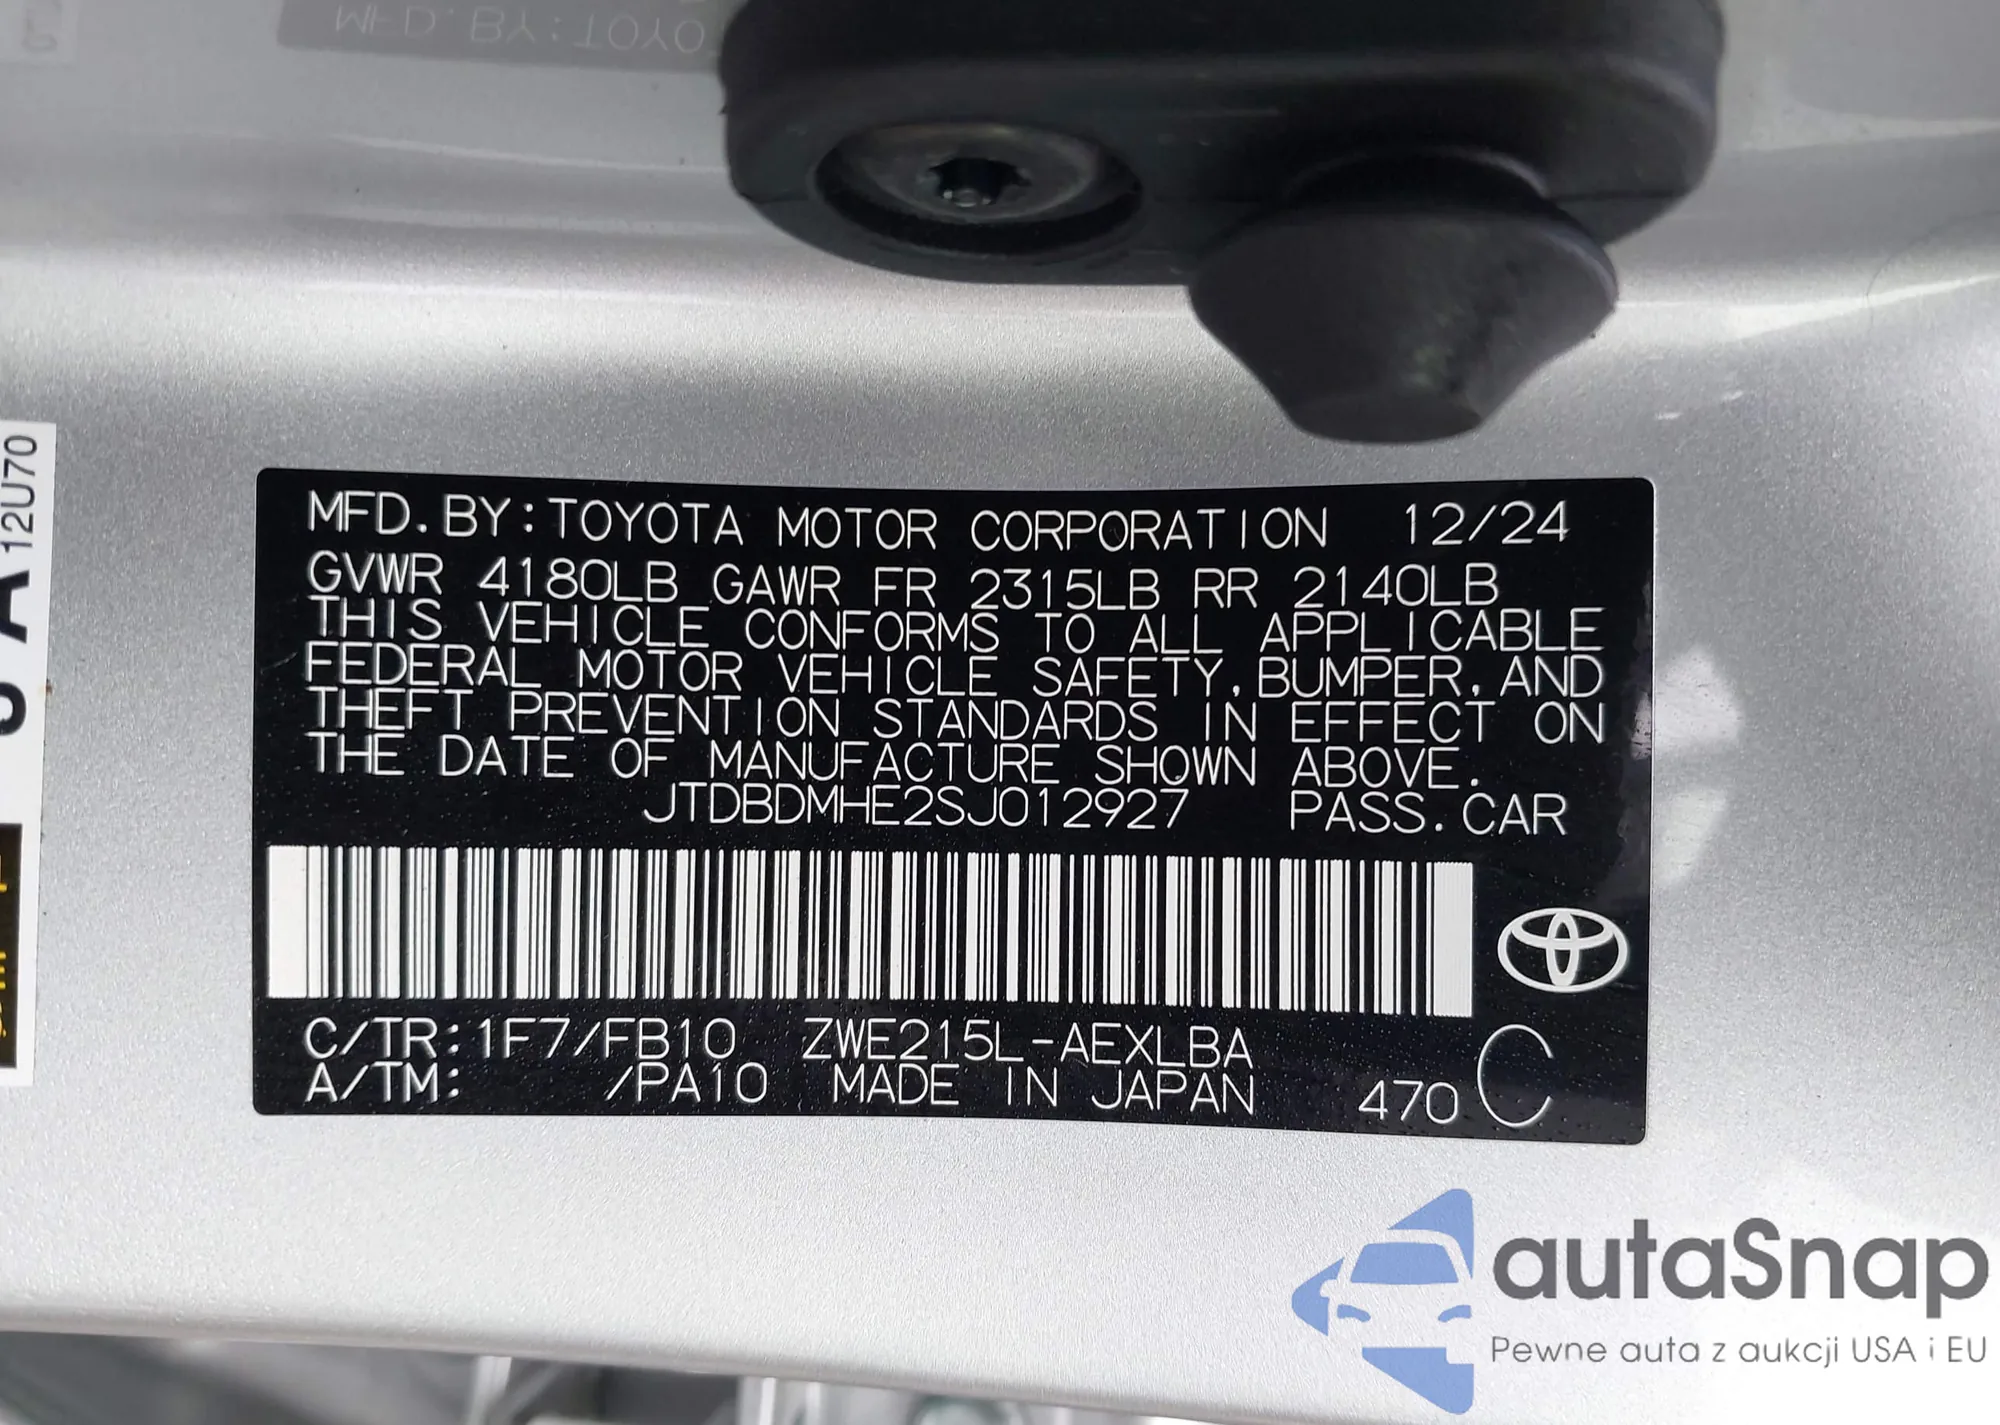 MFD. BY: TOYO
12U70
A
MFD. BY: TOYOTA MOTOR CORPORATION 12/24
GVWR 4180LB GAWR FR 2315LB RR 2140LB
THIS VEHICLE CONFORMS TO ALL APPLICABLE
FEDERAL MOTOR VEHICLE SAFETY, BUMPER, AND
THEFT PREVENTION STANDARDS IN EFFECT ON
THE DATE OF MANUFACTURE SHOWN ABOVE.
JTDBDMHE2SJ012927 PASS. CAR
C/TR: 1F7/FB10 ZWE215L-AEXLBA
A/TM: /PA10 MADE IN JAPAN 470 C
autaSnap
Pewne auta z aukcji USA i EU